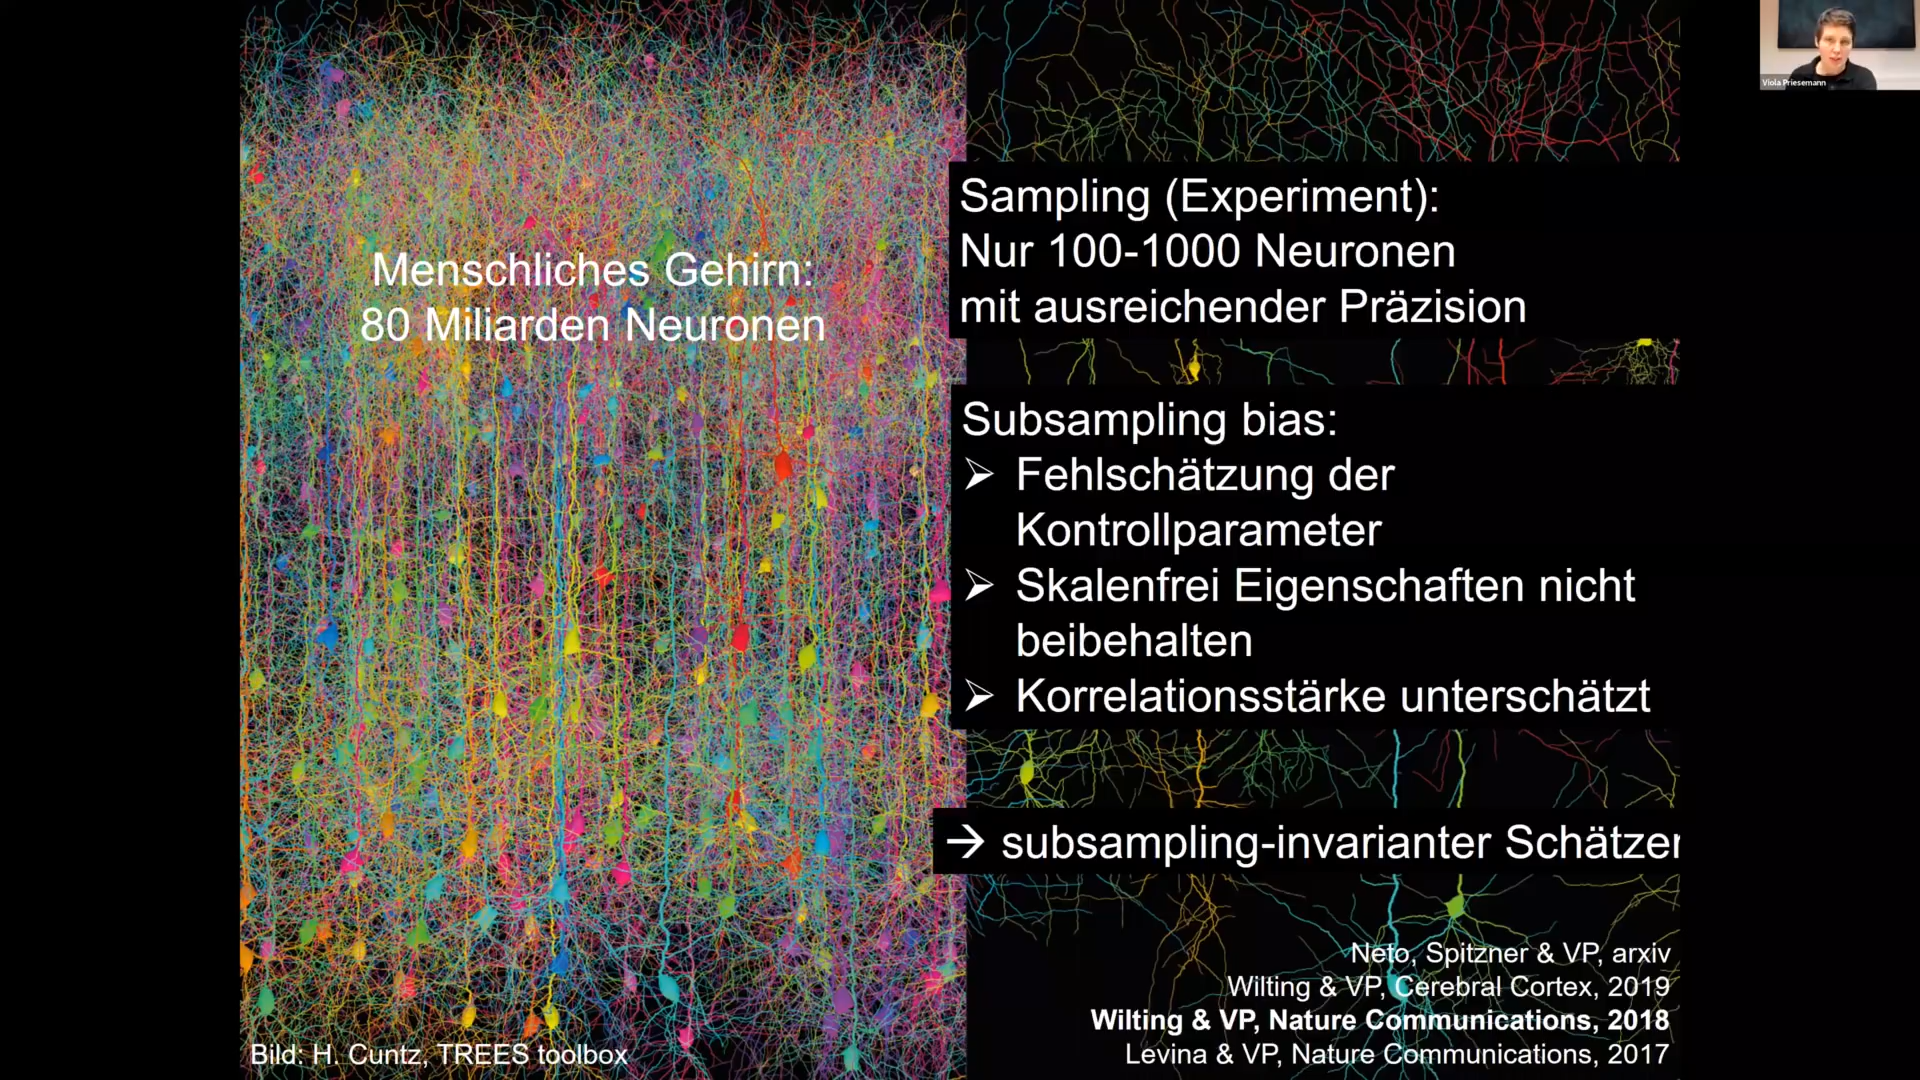 Viola Priesemann
Menschliches Gehirn:
80 Miliarden Neuronen
Sampling (Experiment):
Nur 100-1000 Neuronen
mit ausreichender Präzision
Subsampling bias:
➢ Fehlschätzung der
Kontrollparameter
➢ Skalenfrei Eigenschaften nicht
beibehalten
➢ Korrelationsstärke unterschätzt
→ subsampling-invarianter Schätzer
Neto, Spitzner & VP, arxiv
Wilting & VP, Cerebral Cortex, 2019
Wilting & VP, Nature Communications, 2018
Levina & VP, Nature Communications, 2017
Bild: H. Cuntz, TREES toolbox